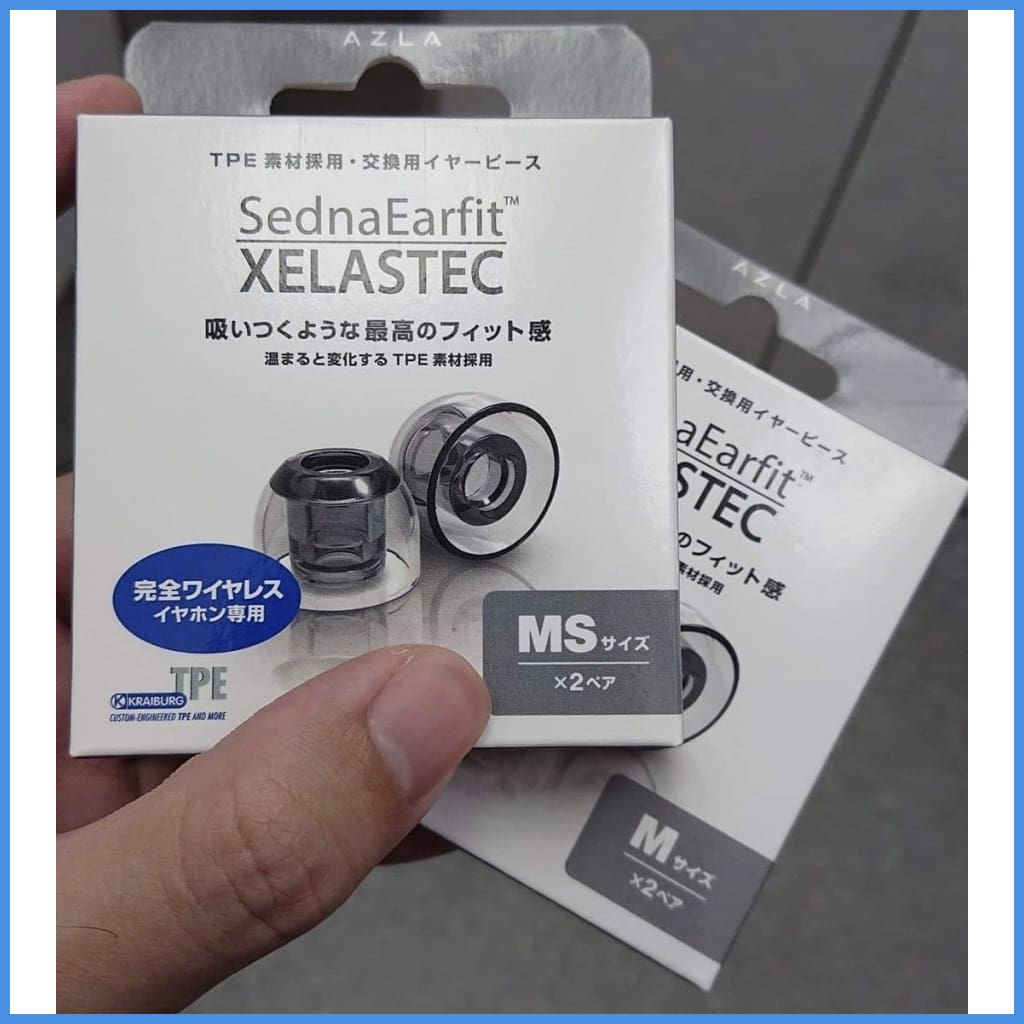 AZLA
TPE 素材採用・交換用イヤーピース
SednaEarfit™
XELASTEC
吸いつくような最高のフィット感
温まると変化する TPE 素材採用
完全ワイヤレス
イヤホン専用
TPE
KRAIBURG
CUSTOM-ENGINEERED TPE AND MORE
MSサイズ
×2ペア
AZLA
用・交換用イヤーピース
aEarfit™
STEC
のフィット感
素材採用
Mサイズ
×2ペア